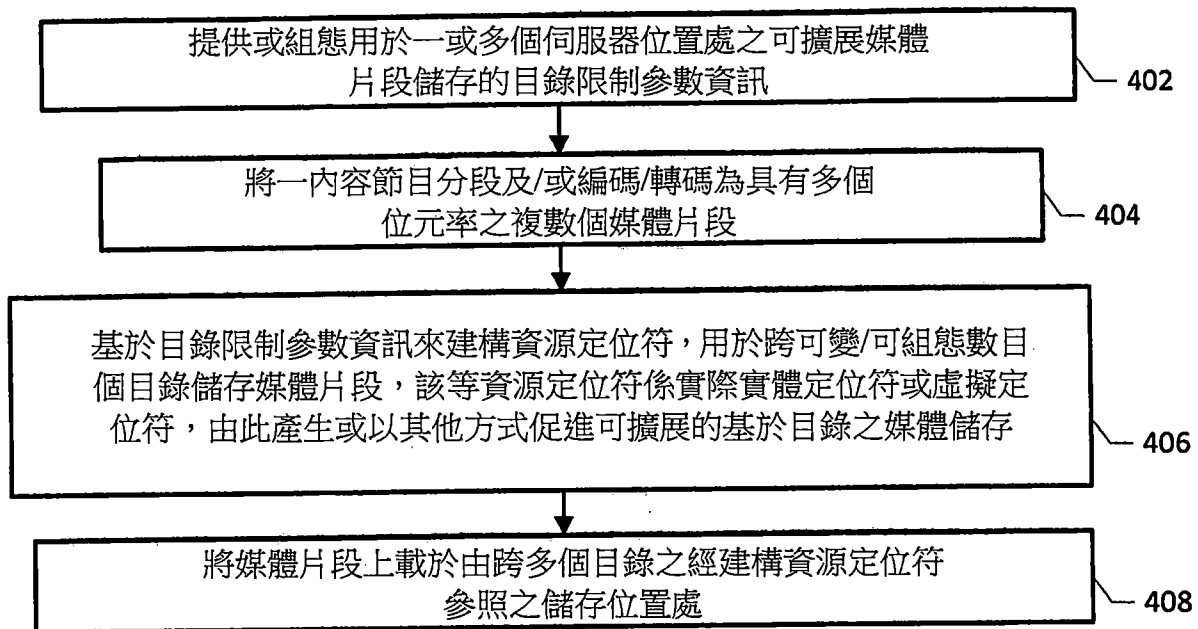 提供或組態用於一或多個伺服器位置處之可擴展媒體
片段儲存的目錄限制參數資訊
402
將一內容節目分段及/或編碼/轉碼為具有多個
位元率之複數個媒體片段
404
基於目錄限制參數資訊來建構資源定位符,用於跨可變/可組態數目
個目錄儲存媒體片段,該等資源定位符係實際實體定位符或虛擬定
位符,由此產生或以其他方式促進可擴展的基於目錄之媒體儲存
406
將媒體片段上載於由跨多個目錄之經建構資源定位符
參照之儲存位置處
408